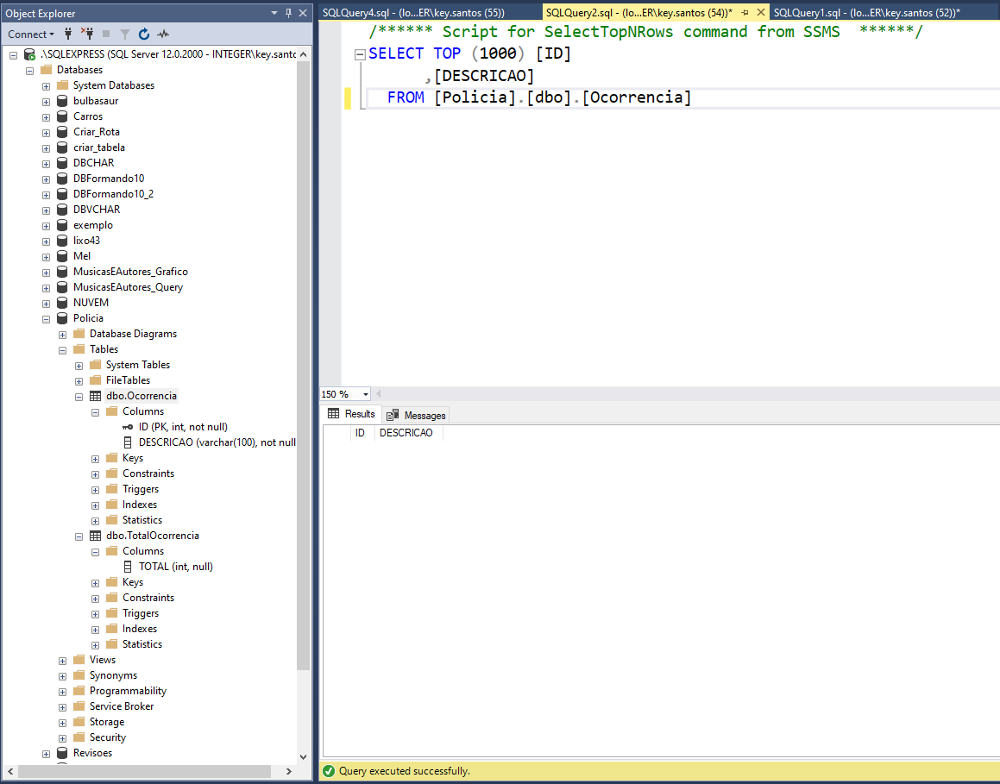 Object Explorer
Connect
.\SQLEXPRESS (SQL Server 12.0.2000 - INTEGER\key.santo
Databases
System Databases
bulbasaur
Carros
Criar_Rota
criar_tabela
DBCHAR
DBFormando10
DBFormando10_2
DBVCHAR
exemplo
lixo43
Mel
MusicasEAutores_Grafico
MusicasEAutores_Query
NUVEM
Policia
Database Diagrams
Tables
System Tables
FileTables
dbo.Ocorrencia
Columns
ID (PK, int, not null)
DESCRICAO (varchar(100), not null
Keys
Constraints
Triggers
Indexes
Statistics
dbo.TotalOcorrencia
Columns
TOTAL (int, null)
Keys
Constraints
Triggers
Indexes
Statistics
Views
Synonyms
Programmability
Service Broker
Storage
Security
Revisoes
SQLQuery4.sql - (lo...ER\key.santos (55)) SQLQuery2.sql - (lo...ER\key.santos (54))* SQLQuery1.sql - (lo...ER\key.santos (52))*
/****** Script for SelectTopNRows command from SSMS  ******/
SELECT TOP (1000) [ID]
,[DESCRICAO]
FROM [Policia].[dbo].[Ocorrencia]
150 %
Results Messages
ID DESCRICAO
Query executed successfully.